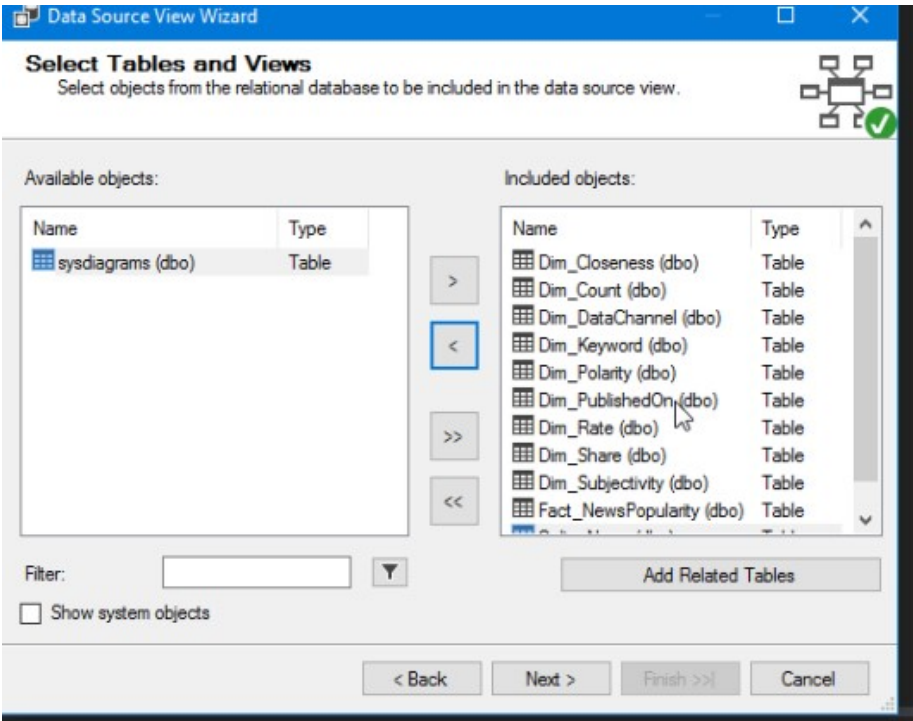 Data Source View Wizard
Select Tables and Views
Select objects from the relational database to be included in the data source view.
Available objects:
Name Type
sysdiagrams (dbo) Table
>
<
>>
<<
Included objects:
Name Type
Dim_Closeness (dbo) Table
Dim_Count (dbo) Table
Dim_DataChannel (dbo) Table
Dim_Keyword (dbo) Table
Dim_Polarity (dbo) Table
Dim_PublishedOn (dbo) Table
Dim_Rate (dbo) Table
Dim_Share (dbo) Table
Dim_Subjectivity (dbo) Table
Fact_NewsPopularity (dbo) Table
Filter:
Add Related Tables
Show system objects
< Back Next > Finish >>| Cancel